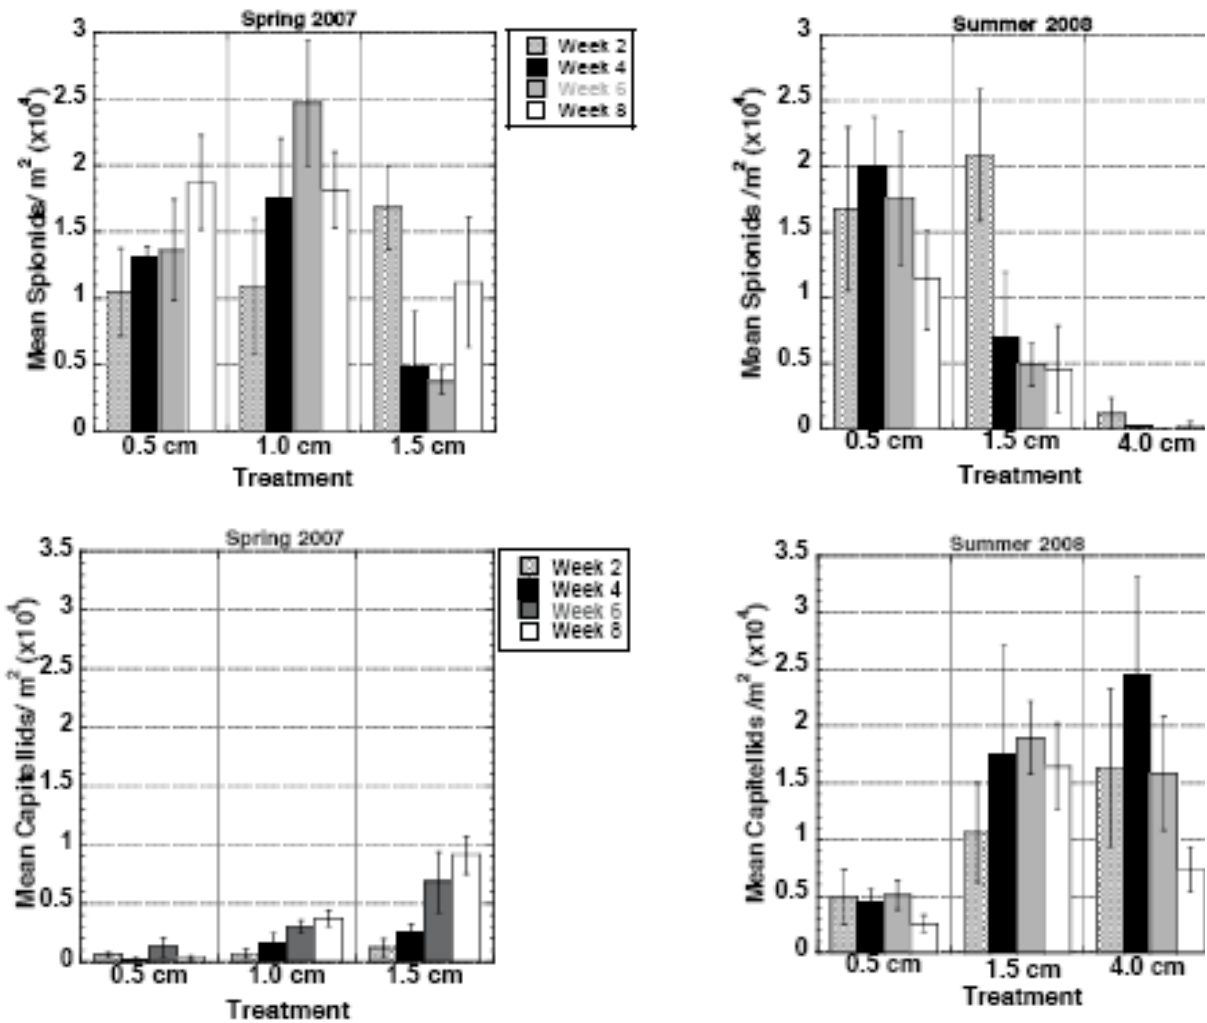 Spring 2007
Mean Spionids/ m² (x10⁴)
3
2.5
2
1.5
1
0.5
0
0.5 cm 1.0 cm 1.5 cm
Treatment
Week 2
Week 4
Week 6
Week 8
Summer 2008
Mean Spionids /m² (x10⁴)
3
2.5
2
1.5
1
0.5
0
0.5 cm 1.5 cm 4.0 cm
Treatment
Spring 2007
Mean Capitellids/ m² (x10⁴)
3.5
3
2.5
2
1.5
1
0.5
0
0.5 cm 1.0 cm 1.5 cm
Treatment
Week 2
Week 4
Week 6
Week 8
Summer 2008
Mean Capitellids /m² (x10⁴)
3.5
3
2.5
2
1.5
1
0.5
0
0.5 cm 1.5 cm 4.0 cm
Treatment